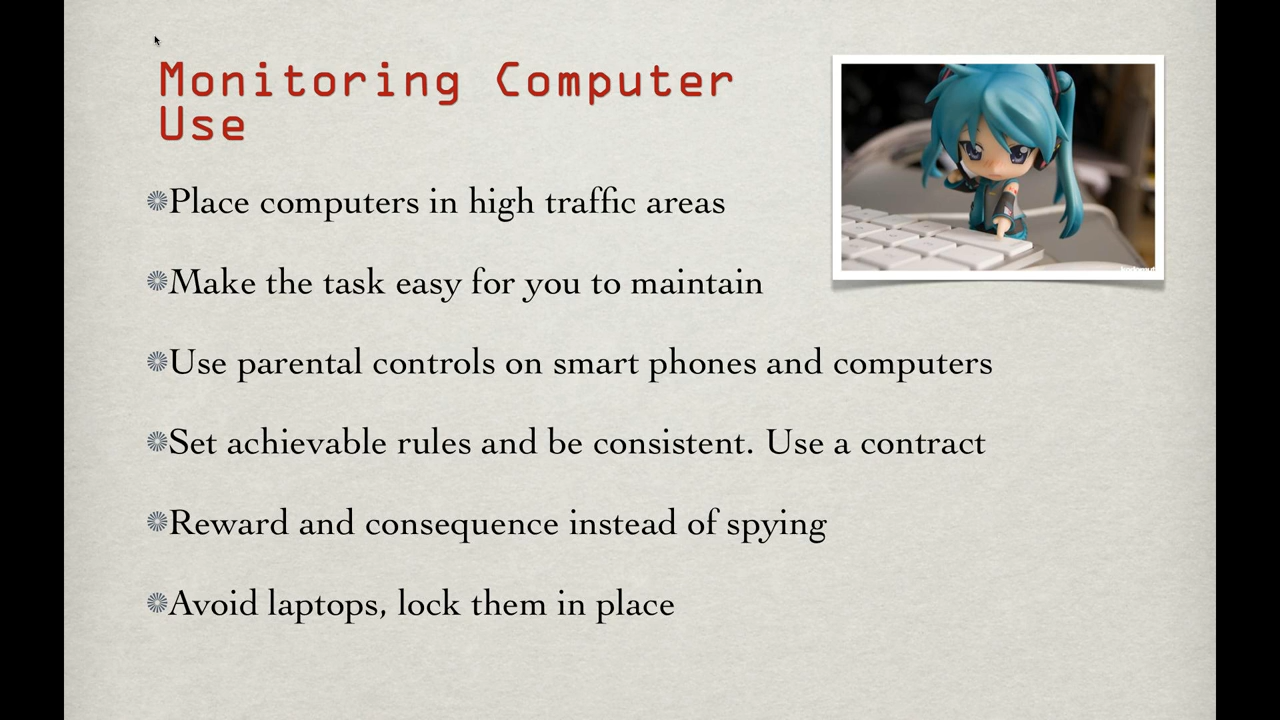 Monitoring Computer
Use
Place computers in high traffic areas
Make the task easy for you to maintain
Use parental controls on smart phones and computers
Set achievable rules and be consistent. Use a contract
Reward and consequence instead of spying
Avoid laptops, lock them in place